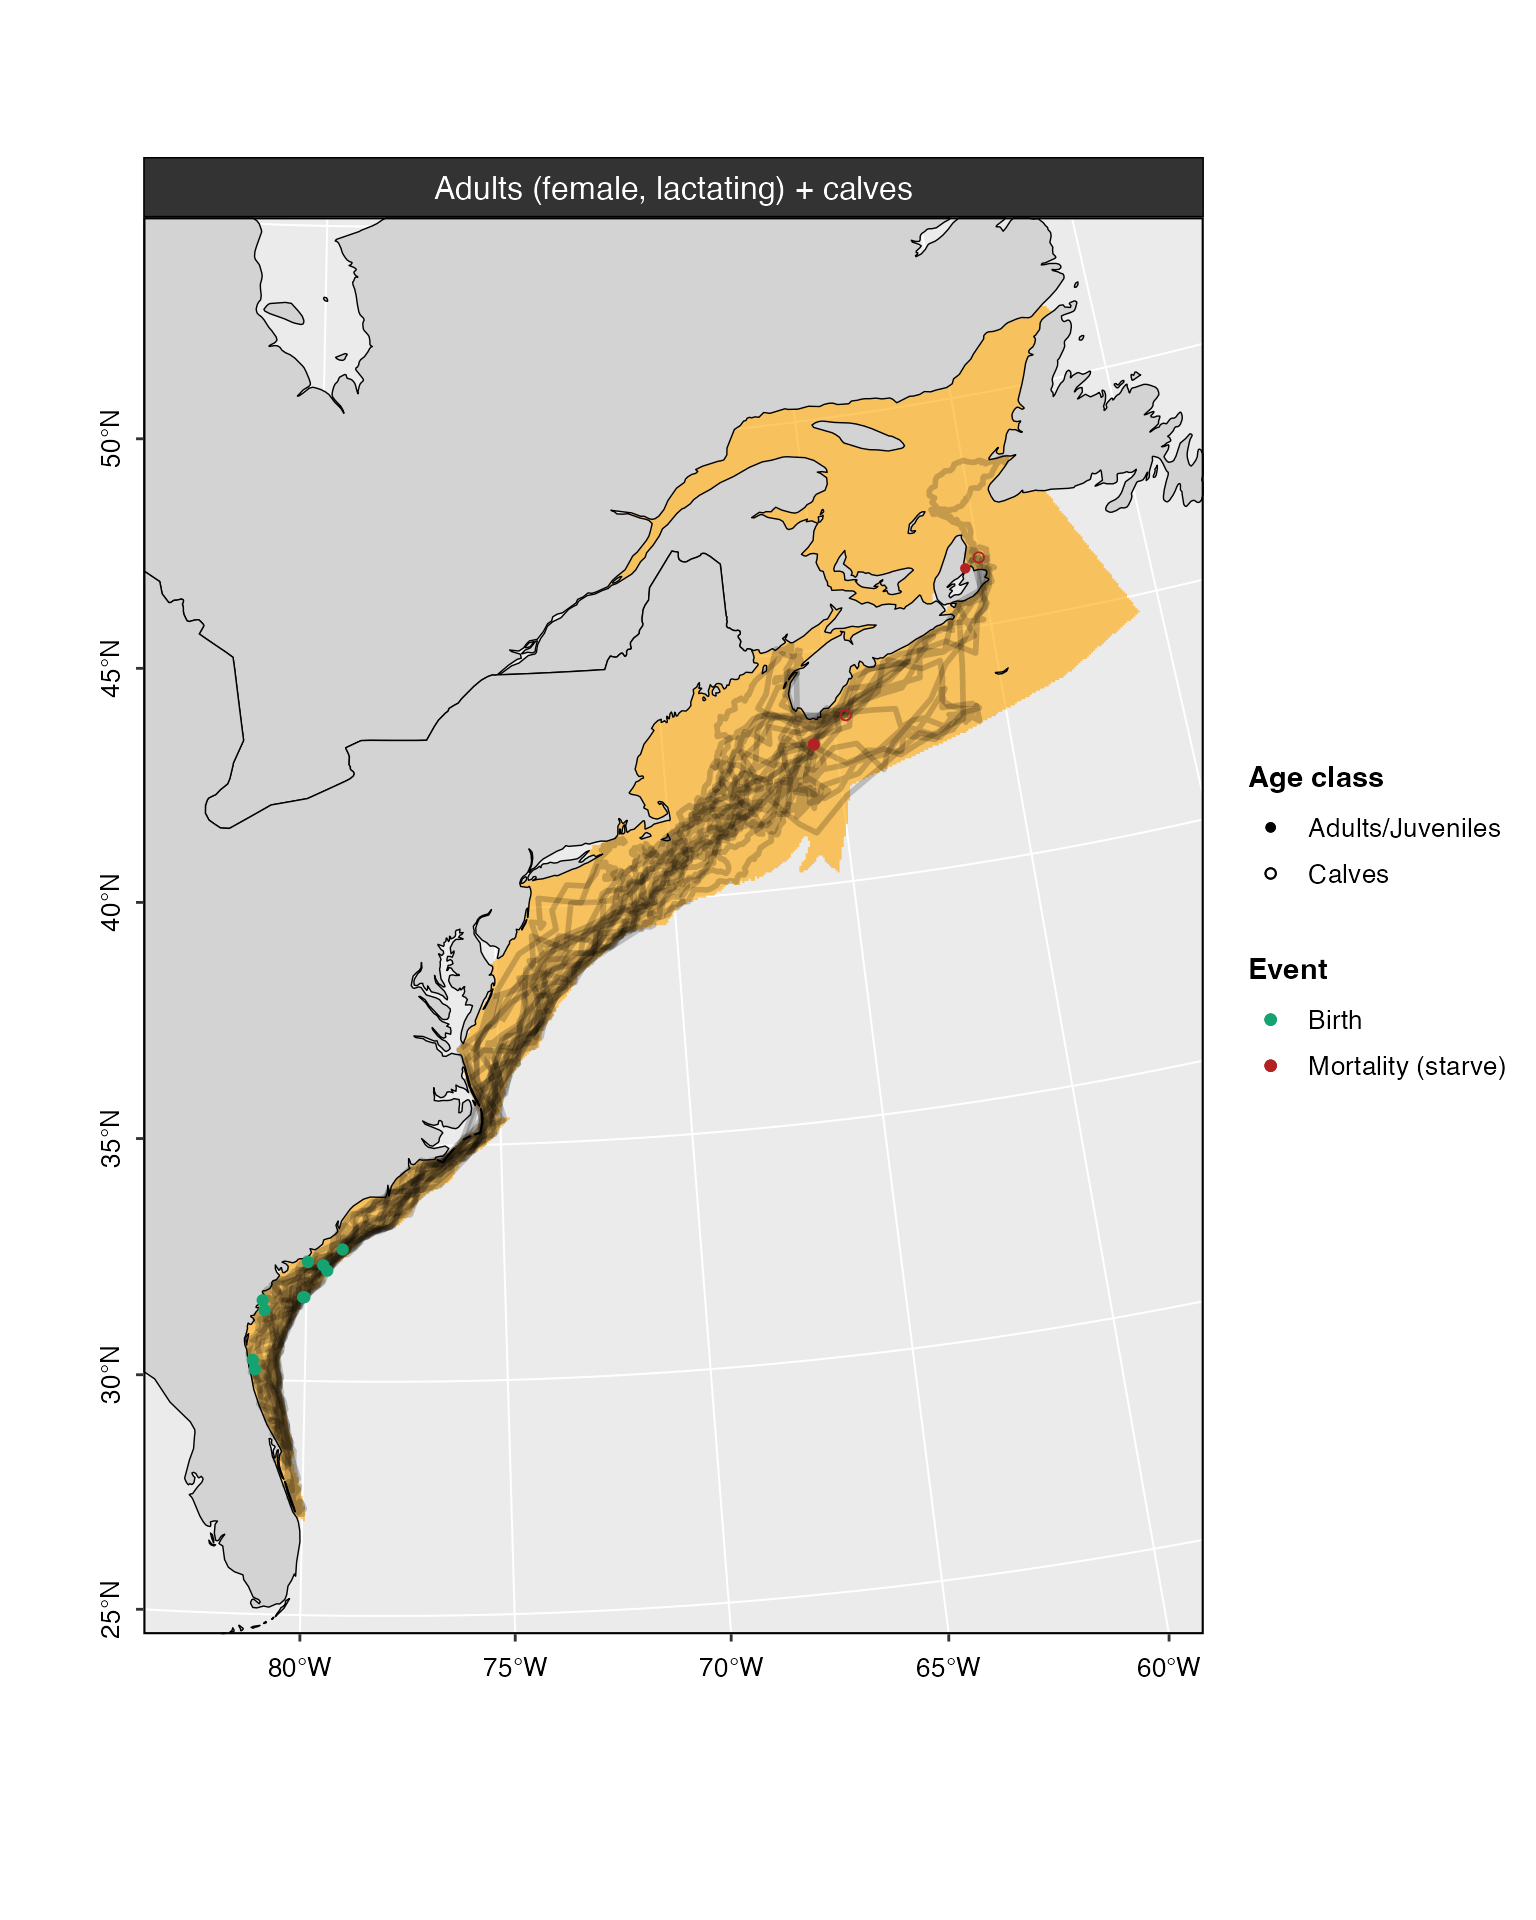 Adults (female, lactating) + calves
50°N
45°N
40°N
35°N
30°N
25°N
80°W
75°W
70°W
65°W
60°W
Age class
Adults/Juveniles
Calves
Event
Birth
Mortality (starve)